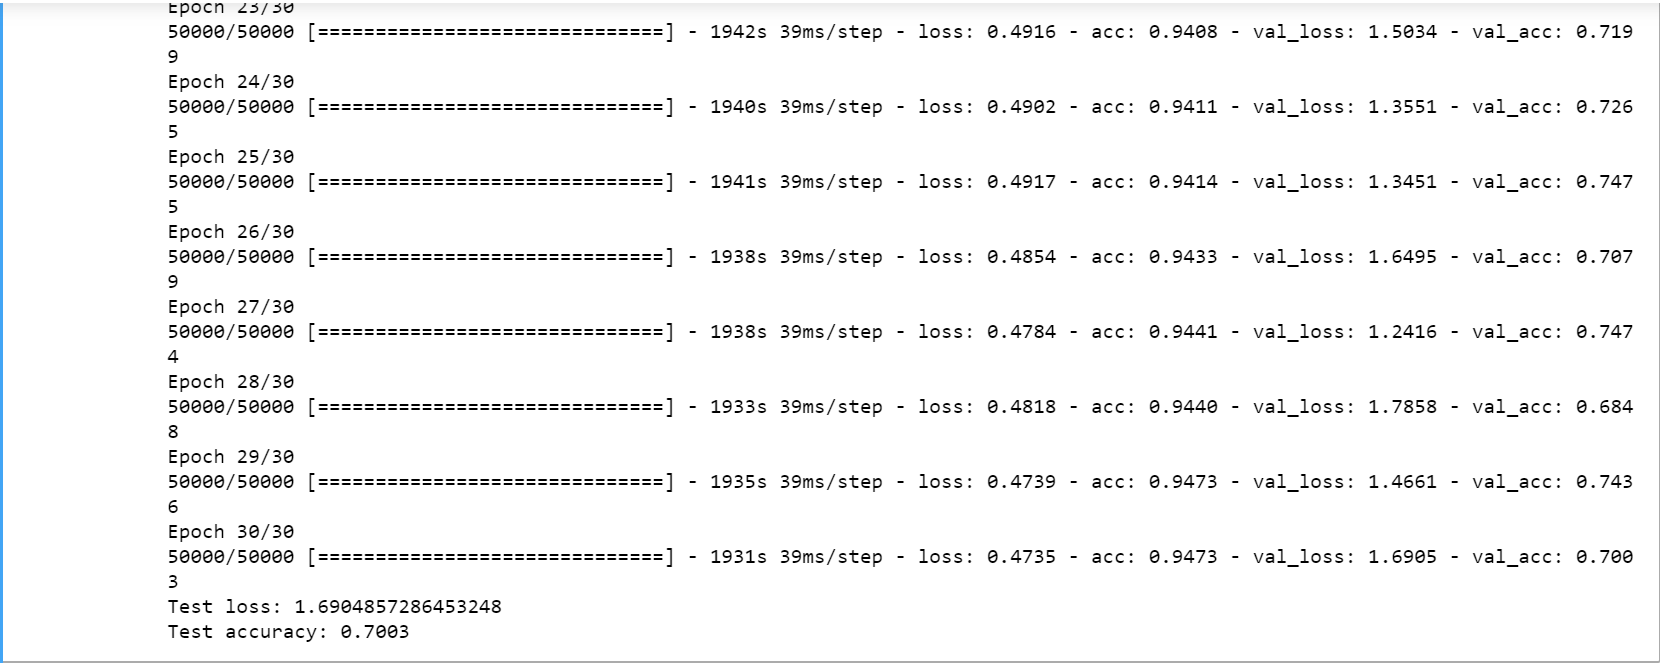 Epoch 23/30
50000/50000 [==============================] - 1942s 39ms/step - loss: 0.4916 - acc: 0.9408 - val_loss: 1.5034 - val_acc: 0.719
9
Epoch 24/30
50000/50000 [==============================] - 1940s 39ms/step - loss: 0.4902 - acc: 0.9411 - val_loss: 1.3551 - val_acc: 0.726
5
Epoch 25/30
50000/50000 [==============================] - 1941s 39ms/step - loss: 0.4917 - acc: 0.9414 - val_loss: 1.3451 - val_acc: 0.747
5
Epoch 26/30
50000/50000 [==============================] - 1938s 39ms/step - loss: 0.4854 - acc: 0.9433 - val_loss: 1.6495 - val_acc: 0.707
9
Epoch 27/30
50000/50000 [==============================] - 1938s 39ms/step - loss: 0.4784 - acc: 0.9441 - val_loss: 1.2416 - val_acc: 0.747
4
Epoch 28/30
50000/50000 [==============================] - 1933s 39ms/step - loss: 0.4818 - acc: 0.9440 - val_loss: 1.7858 - val_acc: 0.684
8
Epoch 29/30
50000/50000 [==============================] - 1935s 39ms/step - loss: 0.4739 - acc: 0.9473 - val_loss: 1.4661 - val_acc: 0.743
6
Epoch 30/30
50000/50000 [==============================] - 1931s 39ms/step - loss: 0.4735 - acc: 0.9473 - val_loss: 1.6905 - val_acc: 0.700
3
Test loss: 1.6904857286453248
Test accuracy: 0.7003